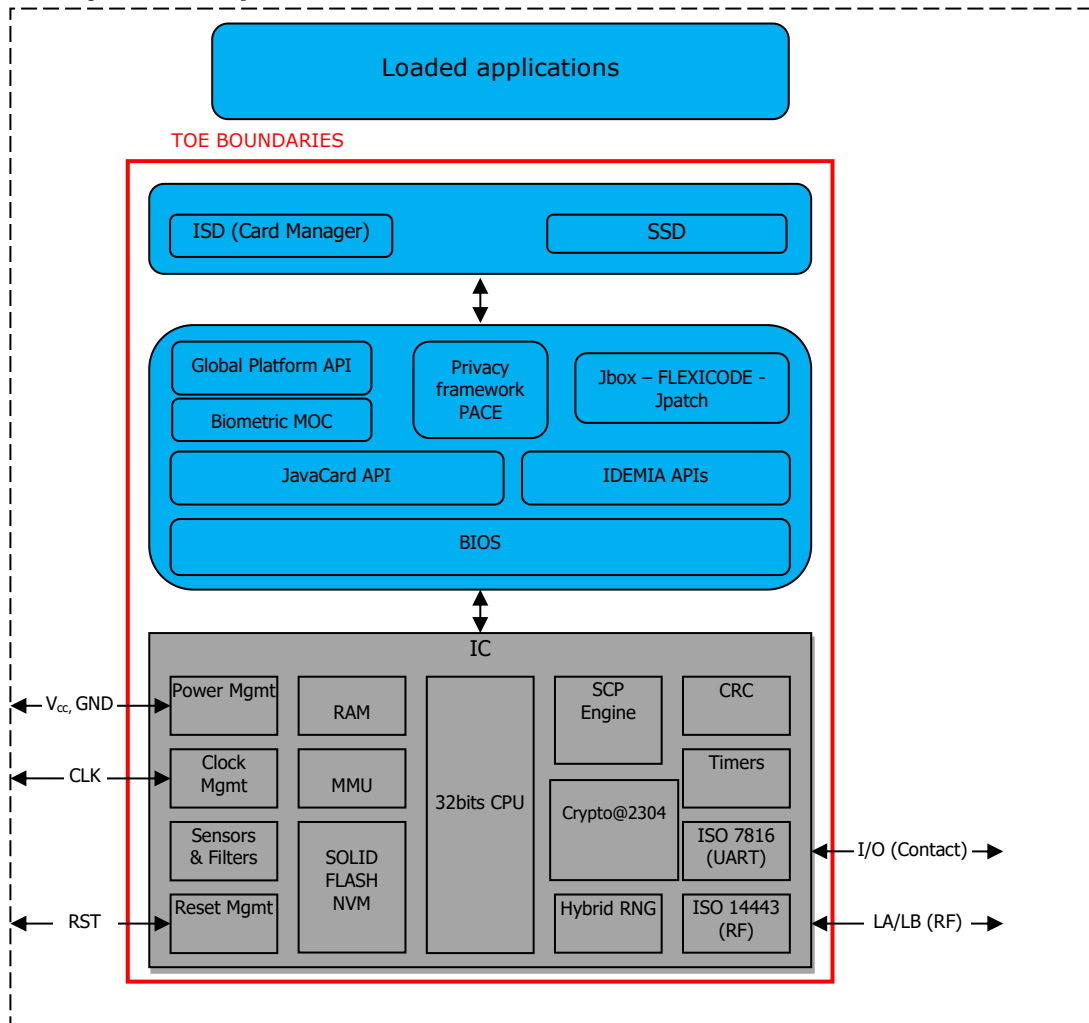 Loaded applications
TOE BOUNDARIES
ISD (Card Manager)
SSD
Global Platform API
Biometric MOC
Privacy
framework
PACE
Jbox – FLEXICODE -
Jpatch
JavaCard API
IDEMIA APIs
BIOS
IC
Power Mgmt
RAM
32bits CPU
SCP
Engine
CRC
Vcc, GND
Clock
Mgmt
MMU
Timers
CLK
Crypto@2304
Sensors
& Filters
SOLID
FLASH
NVM
ISO 7816
(UART)
I/O (Contact)
Reset Mgmt
Hybrid RNG
ISO 14443
(RF)
RST
LA/LB (RF)